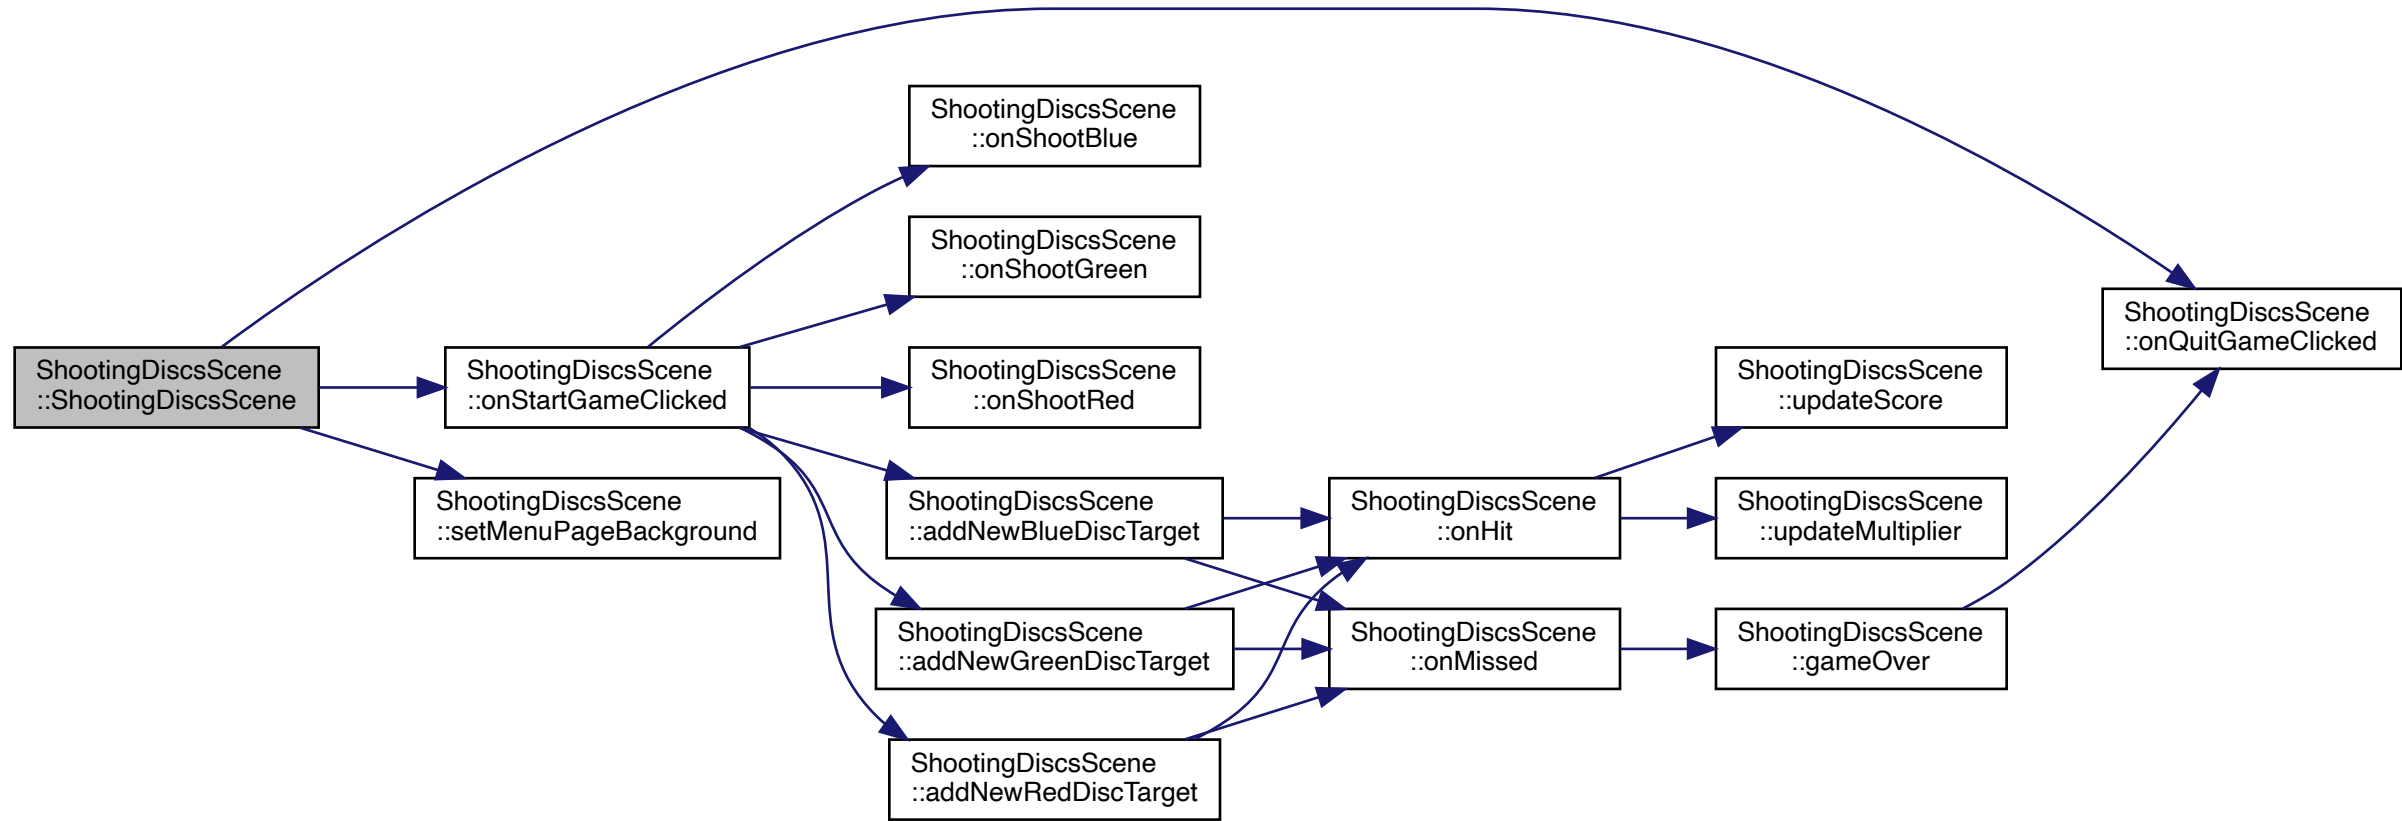 ShootingDiscsScene
::onShootBlue
ShootingDiscsScene
::onShootGreen
ShootingDiscsScene
::onQuitGameClicked
ShootingDiscsScene
::ShootingDiscsScene
ShootingDiscsScene
::onStartGameClicked
ShootingDiscsScene
::onShootRed
ShootingDiscsScene
::updateScore
ShootingDiscsScene
::setMenuPageBackground
ShootingDiscsScene
::addNewBlueDiscTarget
ShootingDiscsScene
::onHit
ShootingDiscsScene
::updateMultiplier
ShootingDiscsScene
::addNewGreenDiscTarget
ShootingDiscsScene
::onMissed
ShootingDiscsScene
::gameOver
ShootingDiscsScene
::addNewRedDiscTarget